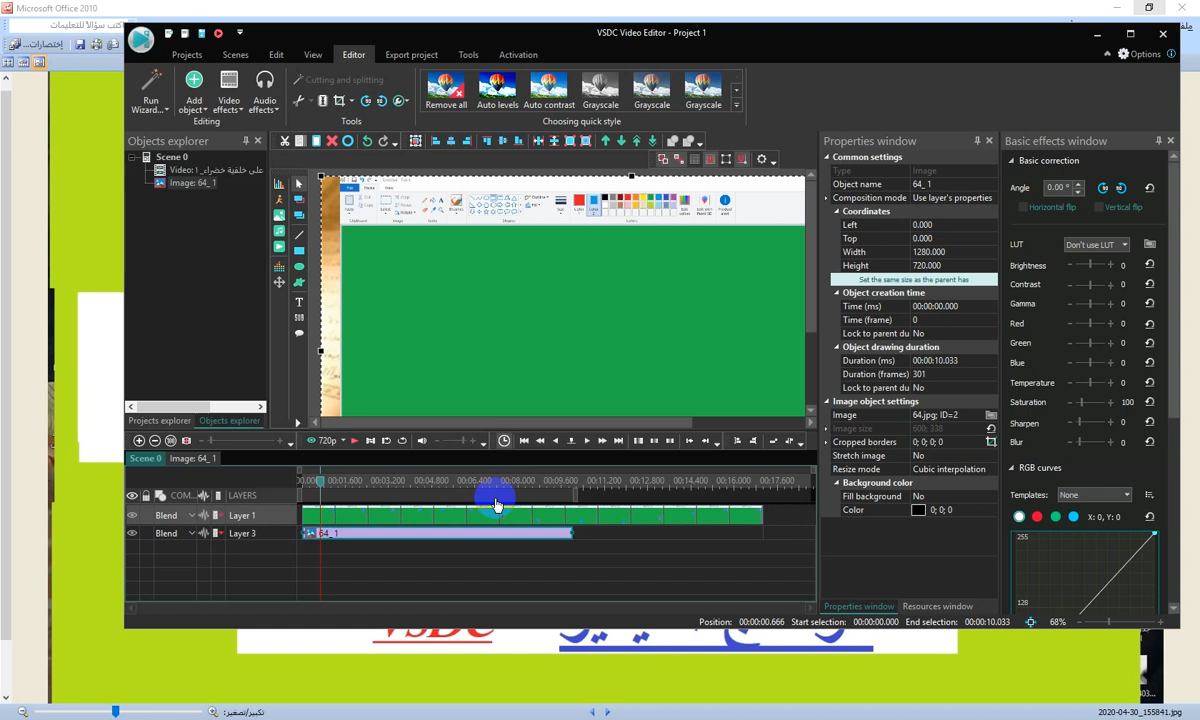 Microsoft Office 2010
اكتب سؤالاً للتعليمات
إختصارات...
VSDC Video Editor - Project 1
Projects
Scenes
Edit
View
Editor
Export project
Tools
Activation
Options
Run Wizard...
Add object
Video effects
Audio effects
Editing
Cutting and splitting
Tools
Remove all
Auto levels
Auto contrast
Grayscale
Grayscale
Grayscale
Choosing quick style
Objects explorer
Scene 0
Video: على خلفية خضراء_1
Image: 64_1
Projects explorer
Objects explorer
Properties window
Common settings
Type Image
Object name 64_1
Composition mode Use layer's properties
Coordinates
Left 0.000
Top 0.000
Width 1280.000
Height 720.000
Set the same size as the parent has
Object creation time
Time (ms) 00:00:00.000
Time (frame) 0
Lock to parent du No
Object drawing duration
Duration (ms) 00:00:10.033
Duration (frames) 301
Lock to parent du No
Image object settings
Image 64.jpg; ID=2
Image size 600; 338
Cropped borders 0; 0; 0; 0
Stretch image No
Resize mode Cubic interpolation
Background color
Fill background No
Color 0; 0; 0
Properties window
Resources window
Basic effects window
Basic correction
Angle 0.00 °
Horizontal flip
Vertical flip
LUT Don't use LUT
Brightness 0
Contrast 0
Gamma 0
Red 0
Green 0
Blue 0
Temperature 0
Saturation 100
Sharpen 0
Blur 0
RGB curves
Templates: None
X: 0, Y: 0
255
128
720p
Scene 0
Image: 64_1
00:01.600 00:03.200 00:04.800 00:06.400 00:08.000 00:09.600 00:11.200 00:12.800 00:14.400 00:16.000 00:17.600
COM...
LAYERS
Blend Layer 1
Blend Layer 3
64_1
Position: 00:00:00.666 Start selection: 00:00:00.000 End selection: 00:00:10.033 68%
VSDC
تكبير/تصغير:
2020-04-30_155841.jpg